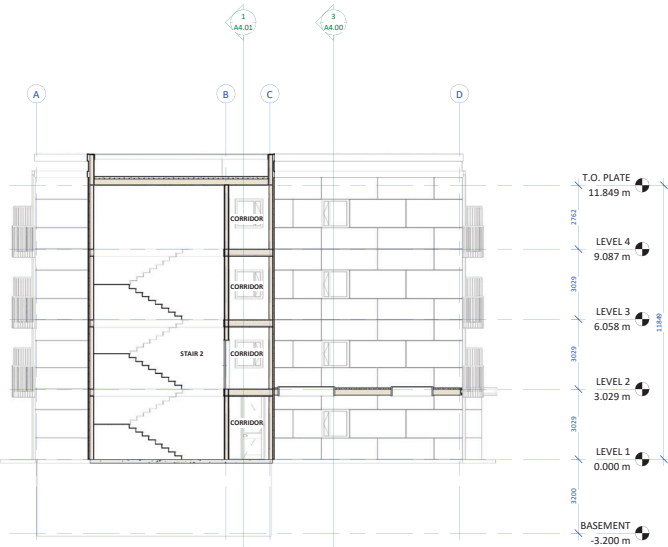 1
A4.01
3
A4.00
A
B
C
D
T.O. PLATE
11.849 m
2762
CORRIDOR
LEVEL 4
9.087 m
3029
CORRIDOR
LEVEL 3
6.058 m
11849
STAIR 2
CORRIDOR
3029
LEVEL 2
3.029 m
CORRIDOR
3029
LEVEL 1
0.000 m
3200
BASEMENT
-3.200 m